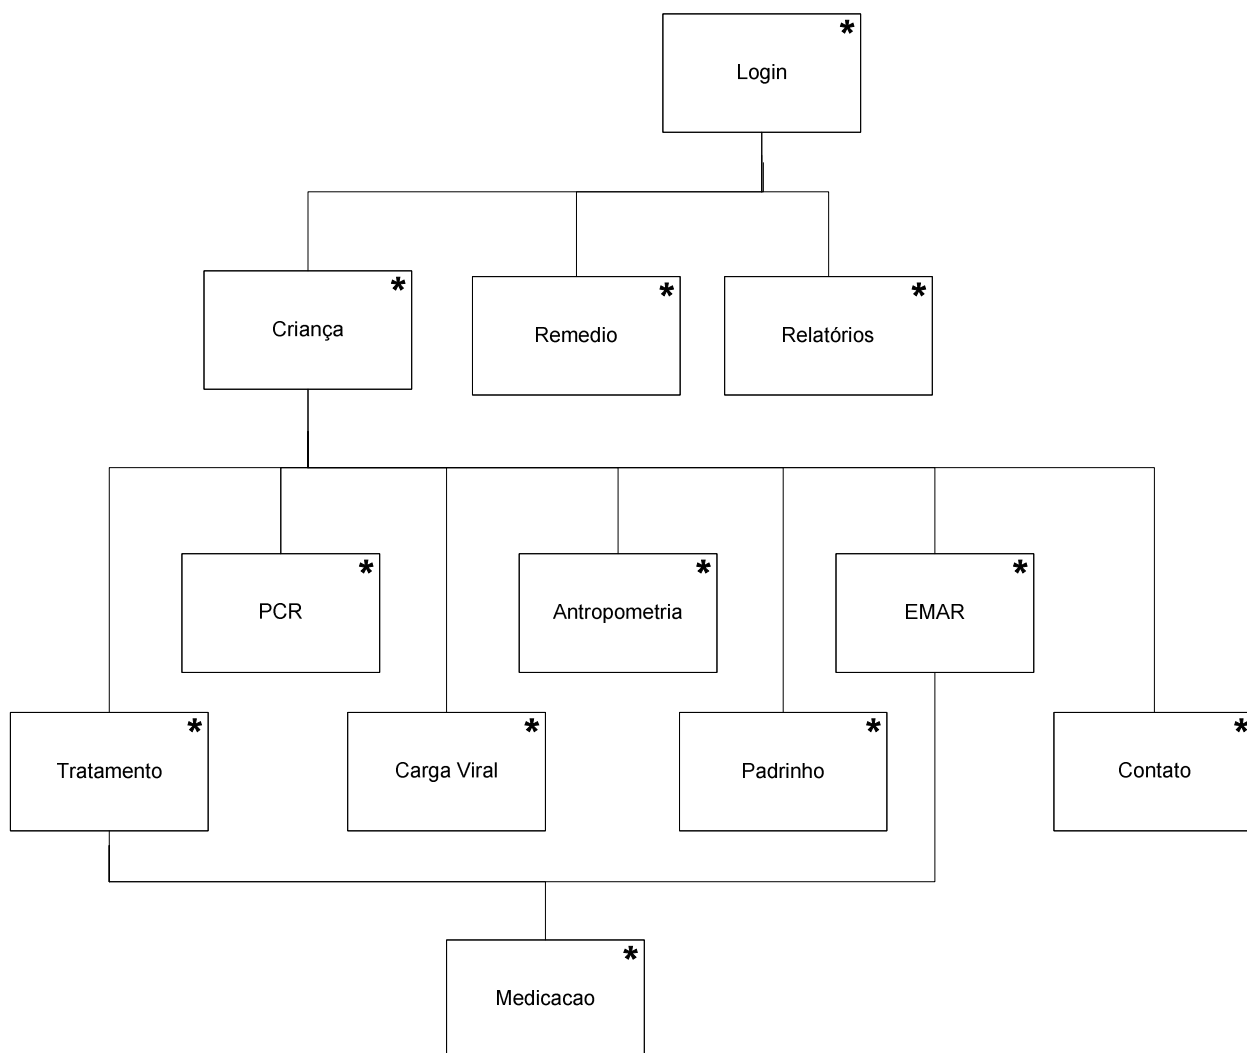 *
Login
*
Criança
*
Remedio
*
Relatórios
*
PCR
*
Antropometria
*
EMAR
*
Tratamento
*
Carga Viral
*
Padrinho
*
Contato
*
Medicacao